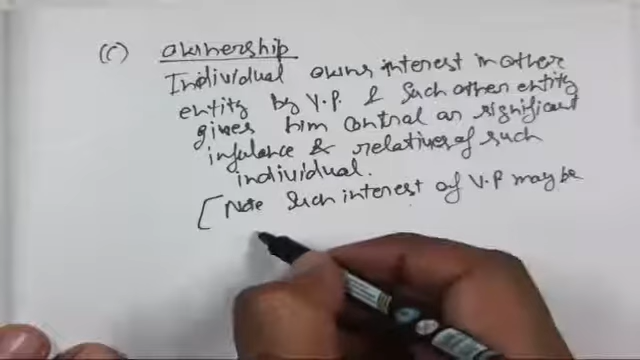 (C) ownership
Individual owns interest in other
entity by V.P. & Such other entity
gives him control or significant
infulance & relatives of such
individual.
[Note Such interest of V.P may be